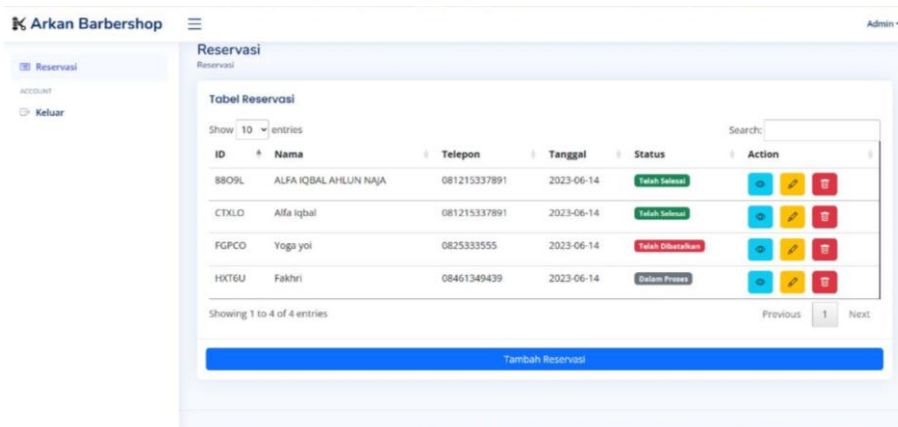 Arkan Barbershop
Admin
Reservasi
ACCOUNT
Keluar
Reservasi
Reservasi
Tabel Reservasi
Show 10 entries
Search:
ID Nama Telepon Tanggal Status Action
88O9L ALFA IQBAL AHLUN NAJA 081215337891 2023-06-14 Telah Selesai
CTXLO Alfa Iqbal 081215337891 2023-06-14 Telah Selesai
FGPCO Yoga yoi 0825333555 2023-06-14 Telah Dibatalkan
HXT6U Fakhri 08461349439 2023-06-14 Dalam Proses
Showing 1 to 4 of 4 entries
Previous 1 Next
Tambah Reservasi